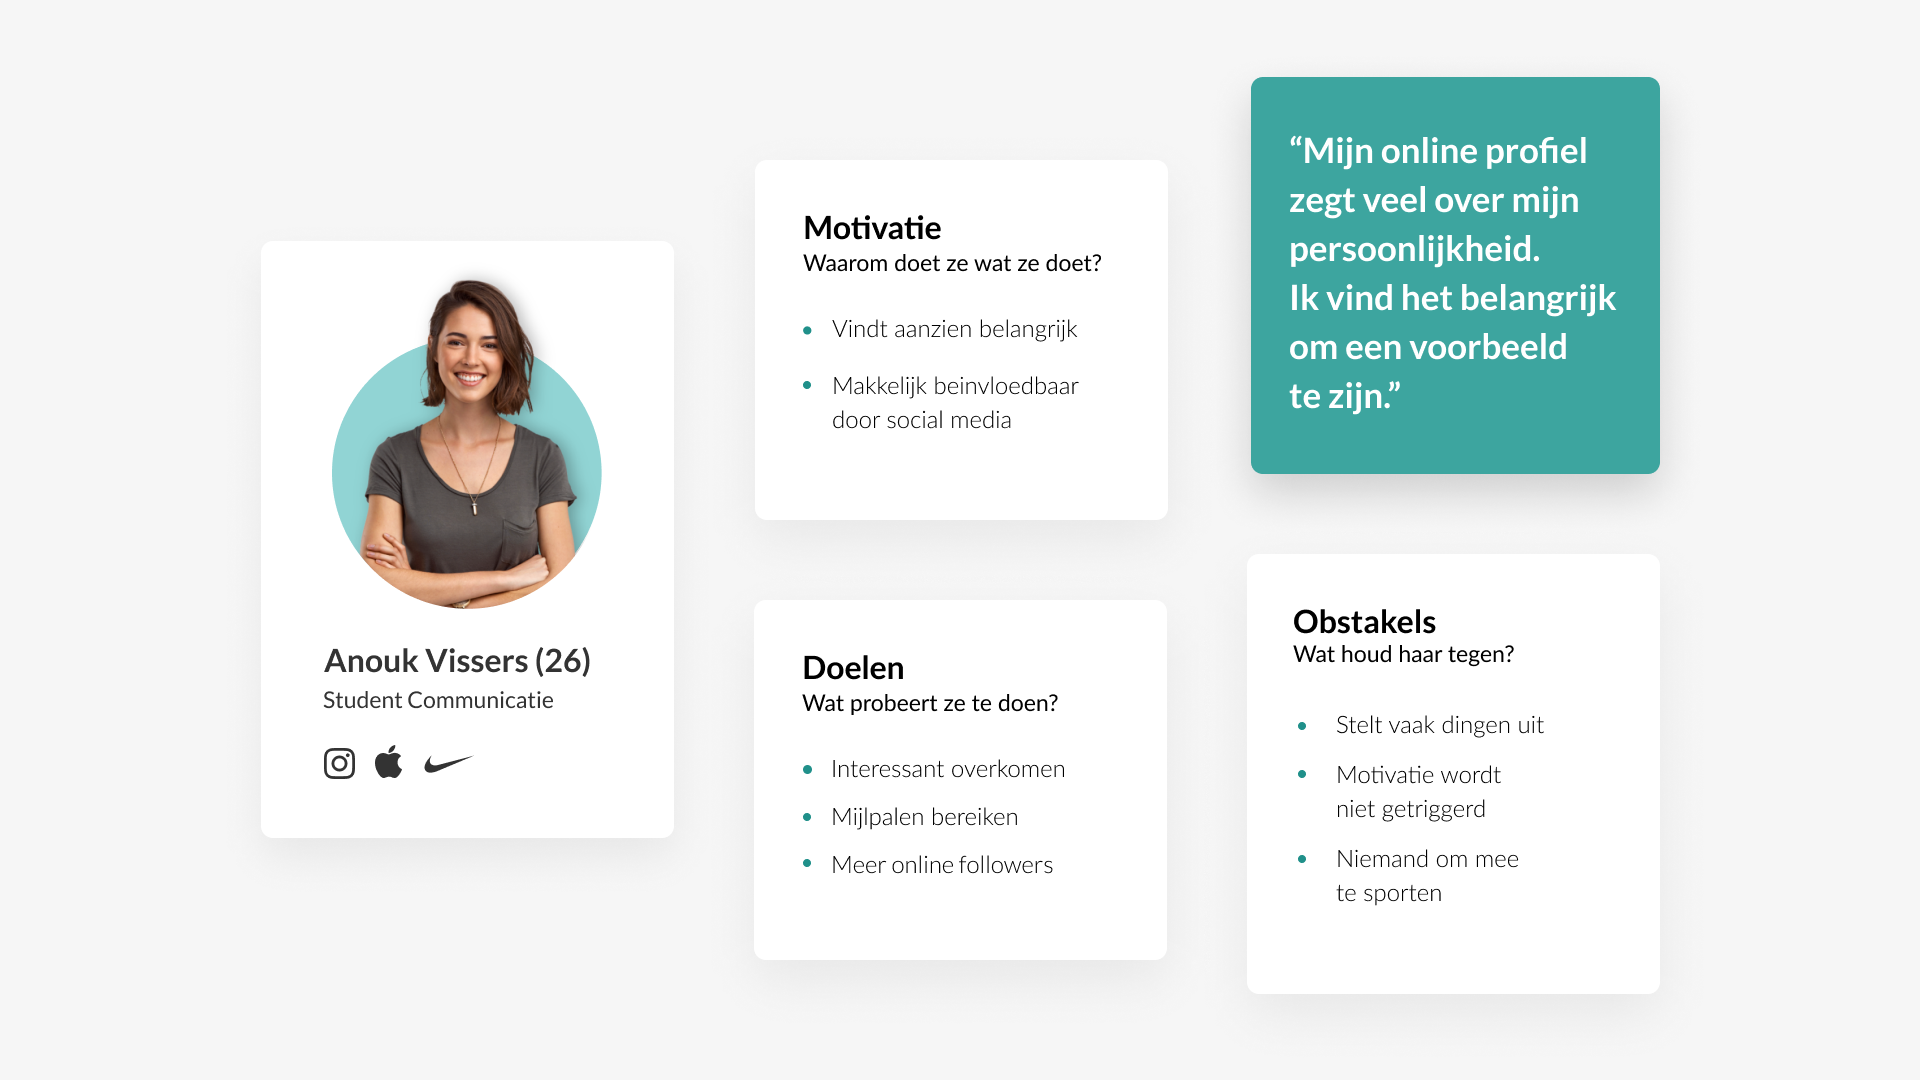 Anouk Vissers (26)
Student Communicatie
Motivatie
Waarom doet ze wat ze doet?
Vindt aanzien belangrijk
Makkelijk beinvloedbaar
door social media
Doelen
Wat probeert ze te doen?
Interessant overkomen
Mijlpalen bereiken
Meer online followers
“Mijn online profiel
zegt veel over mijn
persoonlijkheid.
Ik vind het belangrijk
om een voorbeeld
te zijn.”
Obstakels
Wat houd haar tegen?
Stelt vaak dingen uit
Motivatie wordt
niet getriggerd
Niemand om mee
te sporten